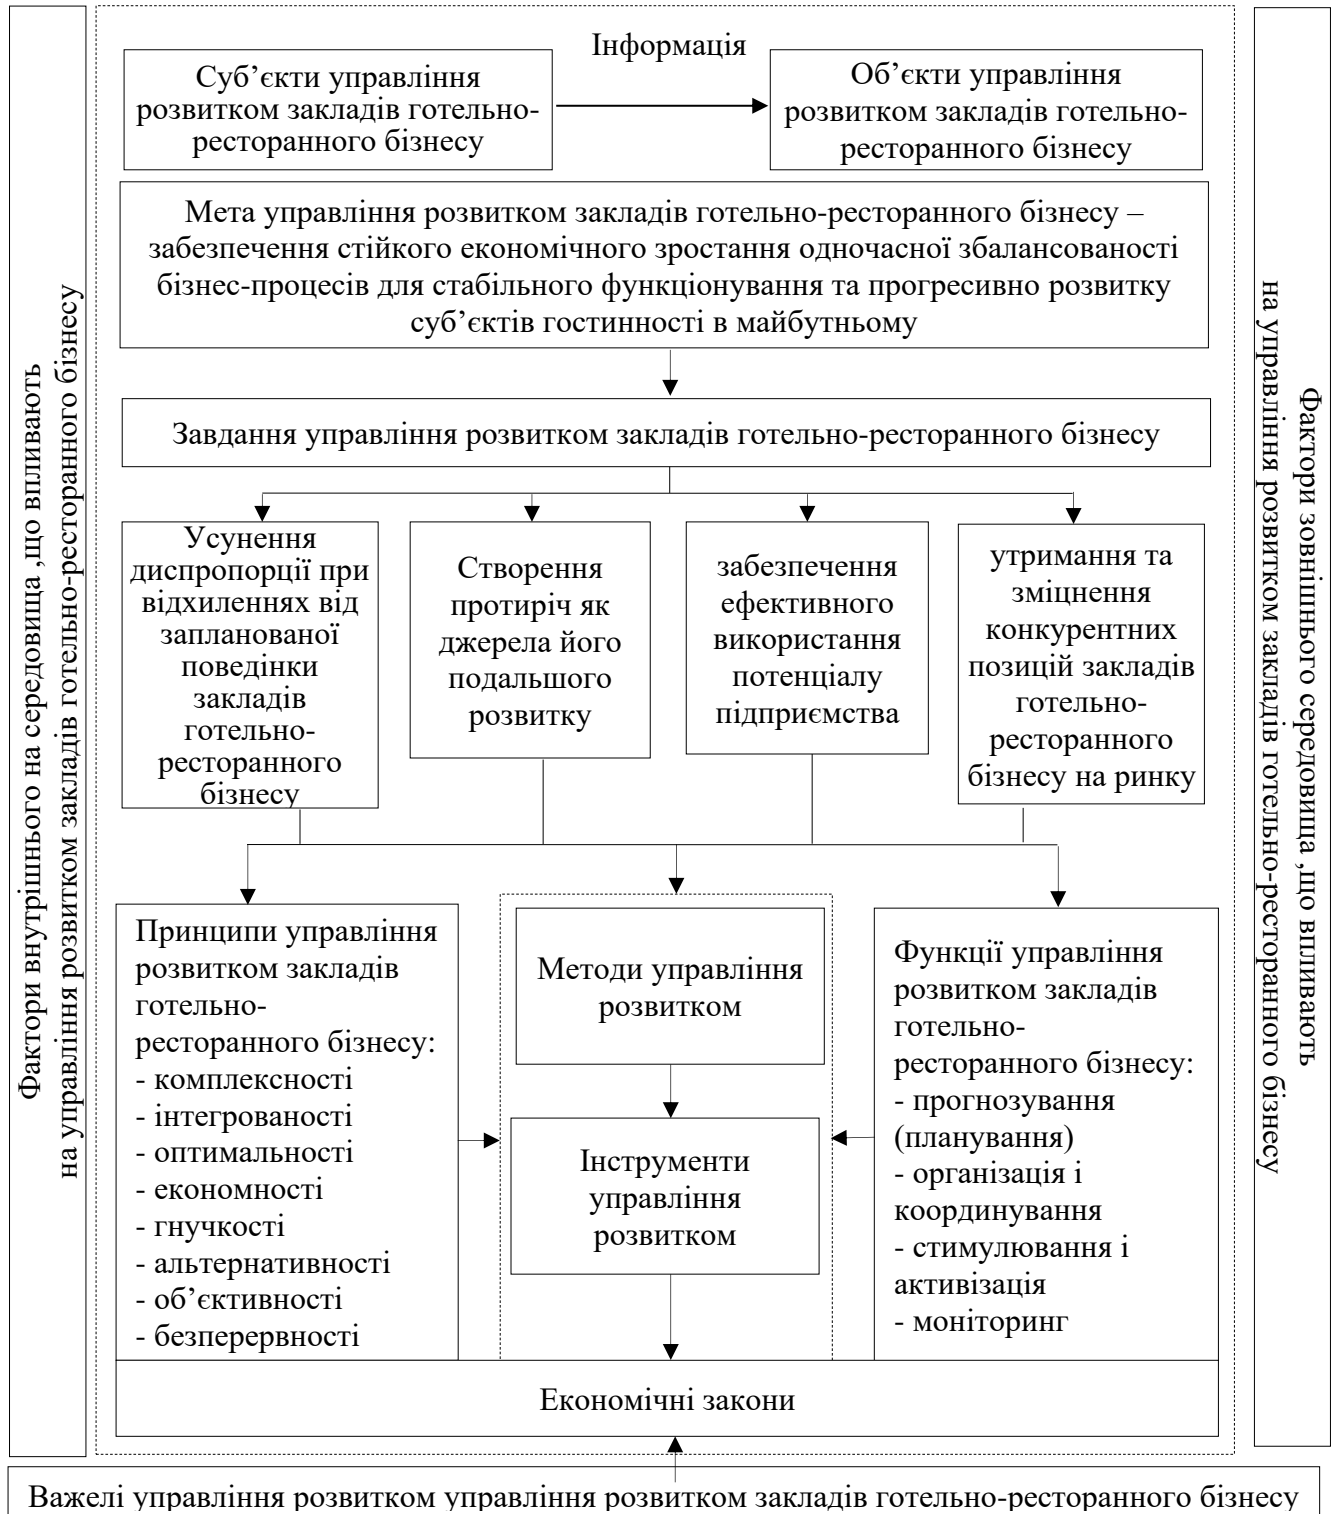 Інформація
Суб’єкти управління
розвитком закладів готельно-
ресторанного бізнесу
Об’єкти управління
розвитком закладів готельно-
ресторанного бізнесу
Мета управління розвитком закладів готельно-ресторанного бізнесу –
забезпечення стійкого економічного зростання одночасної збалансованості
бізнес-процесів для стабільного функціонування та прогресивно розвитку
суб’єктів гостинності в майбутньому
Завдання управління розвитком закладів готельно-ресторанного бізнесу
Усунення
диспропорції при
відхиленнях від
запланованої
поведінки
закладів
готельно-
ресторанного
бізнесу
Створення
протиріч як
джерела його
подальшого
розвитку
забезпечення
ефективного
використання
потенціалу
підприємства
утримання та
зміцнення
конкурентних
позицій закладів
готельно-
ресторанного
бізнесу на ринку
Принципи управління
розвитком закладів
готельно-
ресторанного бізнесу:
- комплексності
- інтегрованості
- оптимальності
- економності
- гнучкості
- альтернативності
- об’єктивності
- безперервності
Методи управління
розвитком
Інструменти
управління
розвитком
Функції управління
розвитком закладів
готельно-
ресторанного бізнесу:
- прогнозування
(планування)
- організація і
координування
- стимулювання і
активізація
- моніторинг
Економічні закони
Важелі управління розвитком управління розвитком закладів готельно-ресторанного бізнесу
Фактори внутрішнього на середовища ,що впливають
на управління розвитком закладів готельно-ресторанного бізнесу
Фактори зовнішнього середовища ,що впливають
на управління розвитком закладів готельно-ресторанного бізнесу